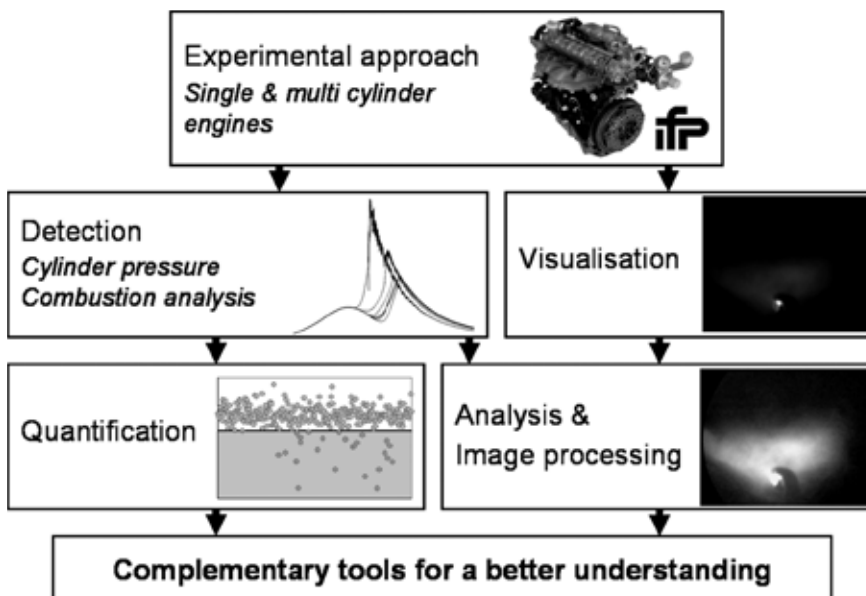 Experimental approach
Single & multi cylinder
engines
ifp
Detection
Cylinder pressure
Combustion analysis
Visualisation
Quantification
Analysis &
Image processing
Complementary tools for a better understanding